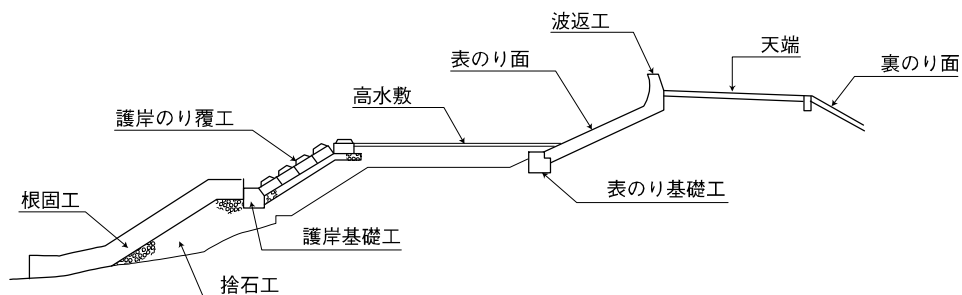 波返工
天端
表のり面
裏のり面
高水敷
護岸のり覆工
根固工
表のり基礎工
護岸基礎工
捨石工